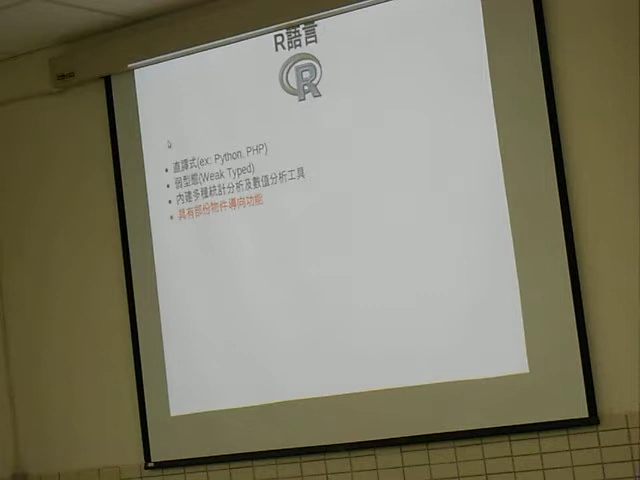 R語言
R
• 直譯式(ex: Python, PHP)
• 弱型態(Weak Typed)
• 內建多種統計分析及數值分析工具
• 具有部份物件導向功能